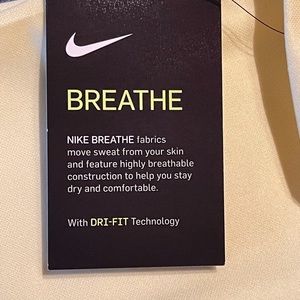 BREATHE
NIKE BREATHE fabrics
move sweat from your skin
and feature highly breathable
construction to help you stay
dry and comfortable.
With DRI-FIT Technology